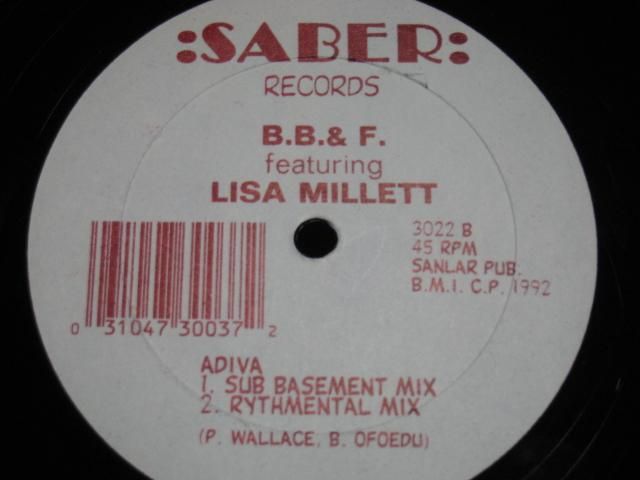 :SABER:
RECORDS
B.B.& F.
featuring
LISA MILLETT
3022 B
45 RPM
SANLAR PUB.
B.M.I. C.P. 1992
0 31047 30037 2
ADIVA
1. SUB BASEMENT MIX
2. RYTHMENTAL MIX
(P. WALLACE, B. OFOEDU)